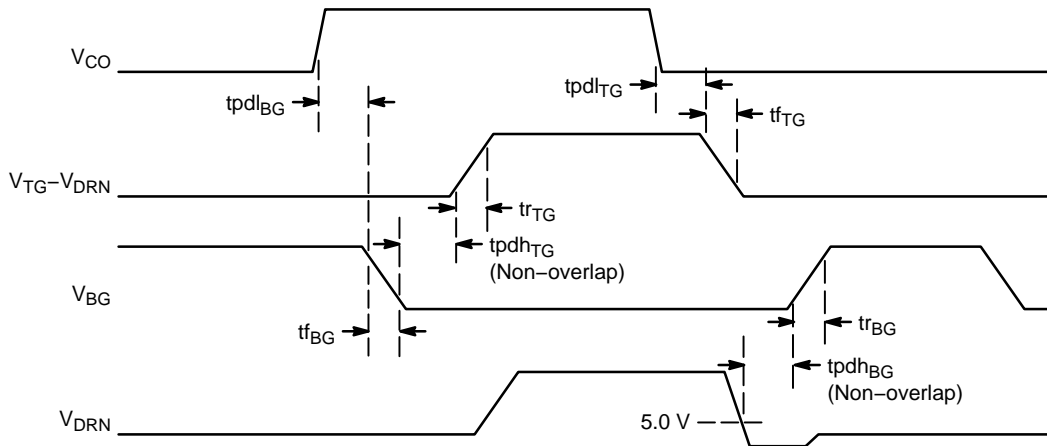 V_CO
tpdl_BG
tpdl_TG
tf_TG
V_TG–V_DRN
tr_TG
tpdh_TG
(Non–overlap)
V_BG
tf_BG
tr_BG
tpdh_BG
(Non–overlap)
5.0 V
V_DRN